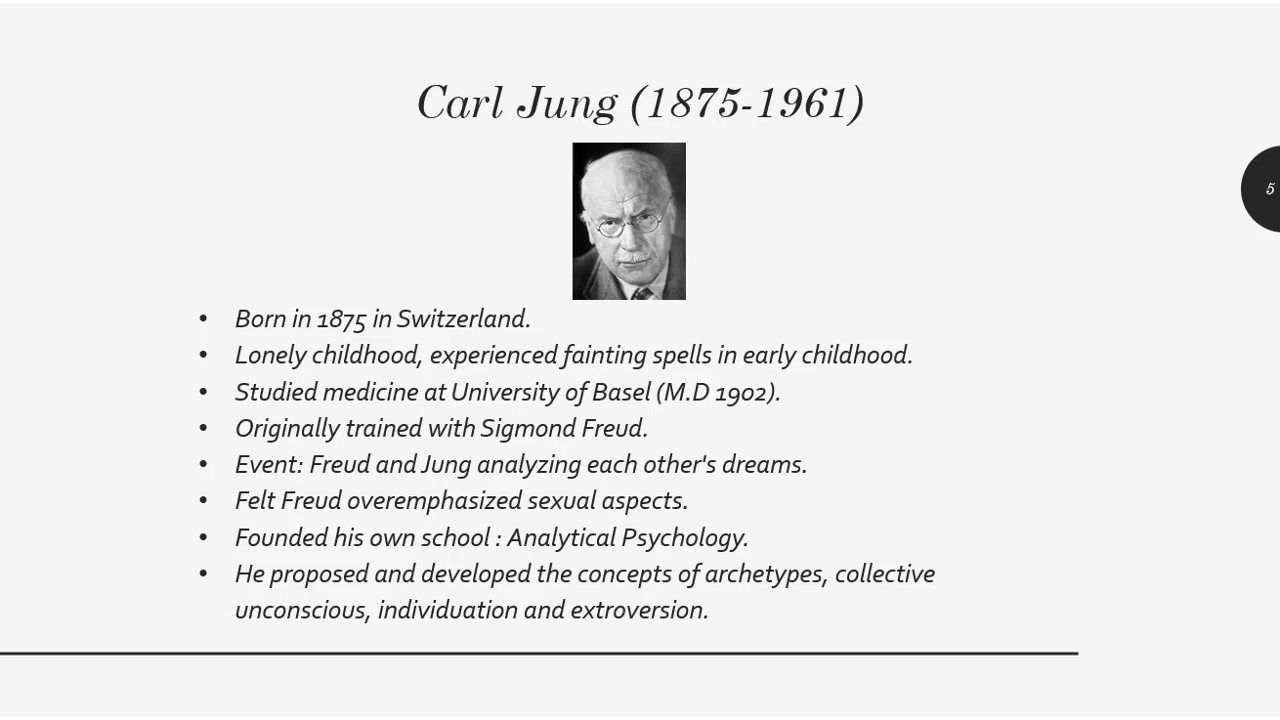 Carl Jung (1875-1961)
5
• Born in 1875 in Switzerland.
• Lonely childhood, experienced fainting spells in early childhood.
• Studied medicine at University of Basel (M.D 1902).
• Originally trained with Sigmond Freud.
• Event: Freud and Jung analyzing each other's dreams.
• Felt Freud overemphasized sexual aspects.
• Founded his own school : Analytical Psychology.
• He proposed and developed the concepts of archetypes, collective
unconscious, individuation and extroversion.